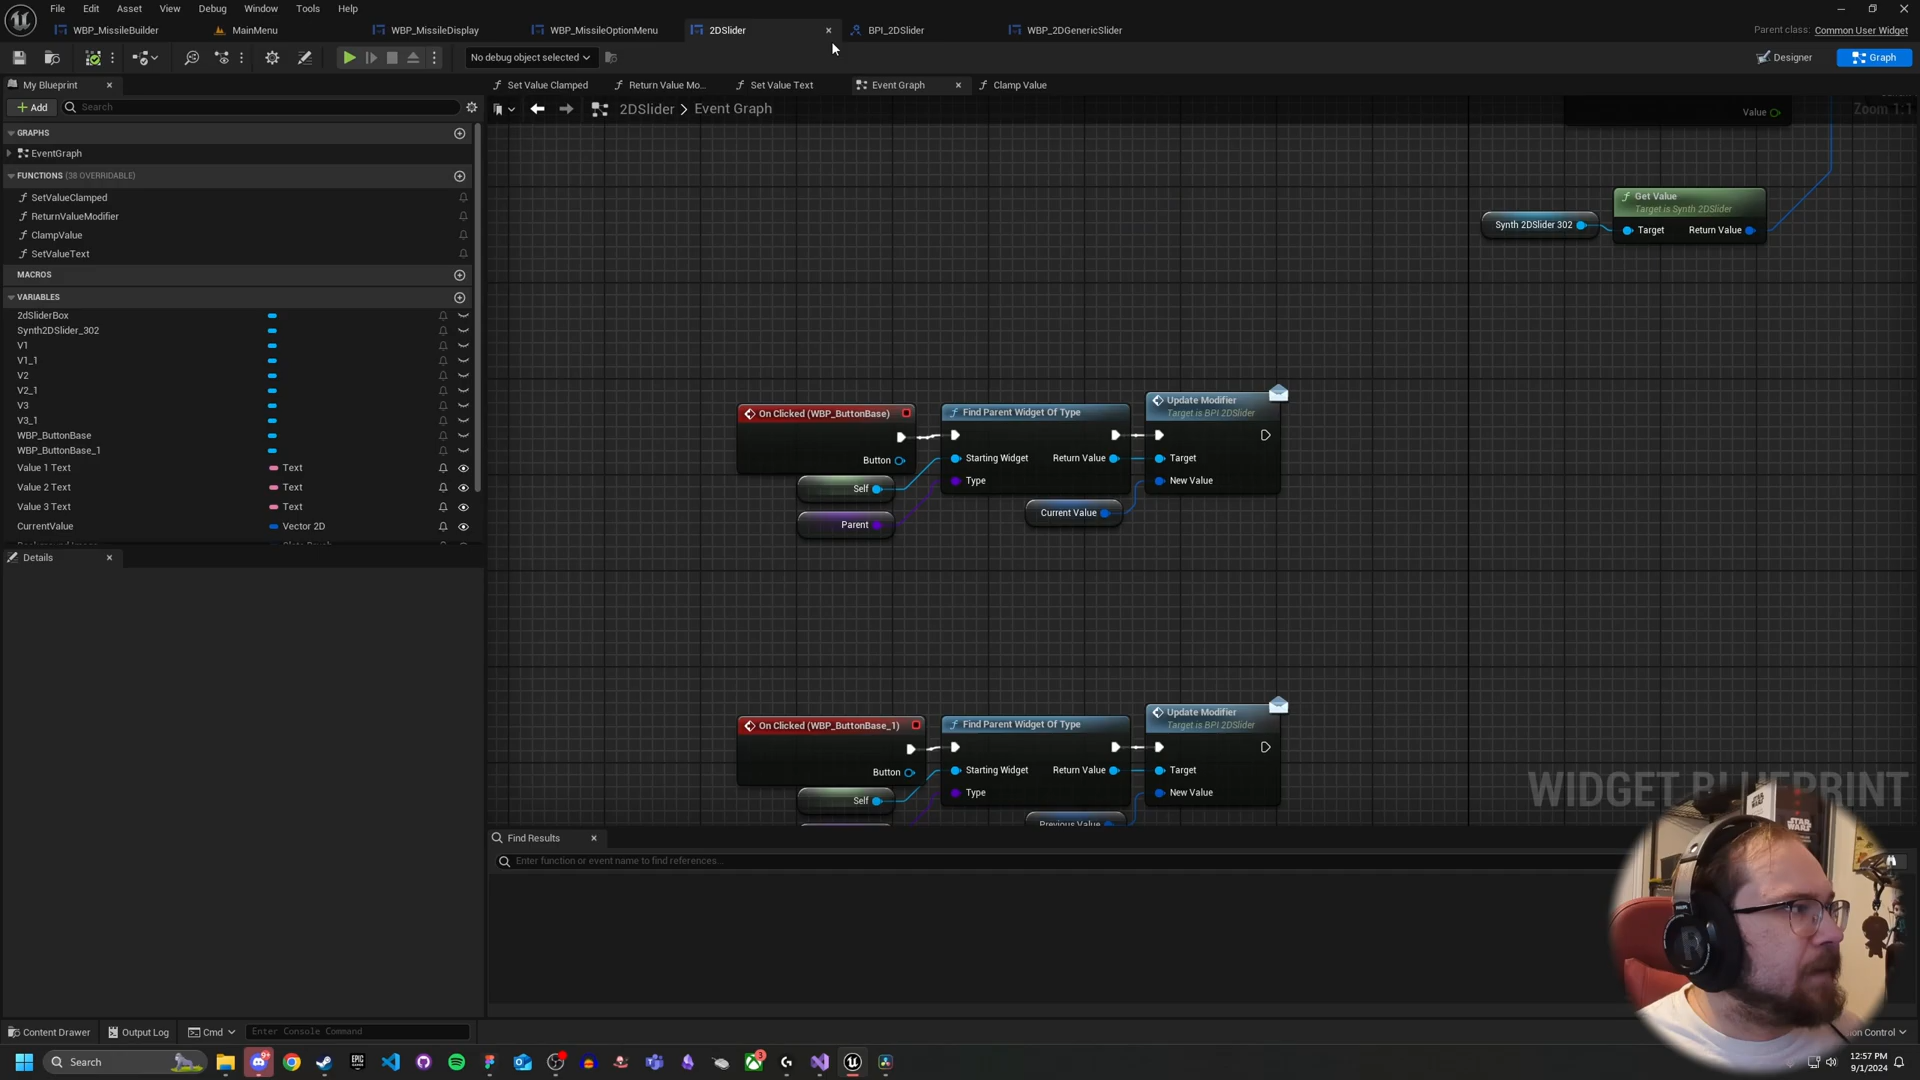 File Edit Asset View Debug Window Tools Help
WBP_MissileBuilder MainMenu WBP_MissileDisplay WBP_MissileOptionMenu 2DSlider BPI_2DSlider WBP_2DGenericSlider
Parent class: Common User Widget
No debug object selected
Designer Graph
My Blueprint
Set Value Clamped Return Value Mo... Set Value Text Event Graph Clamp Value
Add Search
2DSlider > Event Graph
Zoom 1:1
GRAPHS
EventGraph
FUNCTIONS (38 OVERRIDABLE)
SetValueClamped
ReturnValueModifier
ClampValue
SetValueText
MACROS
VARIABLES
2dSliderBox
Synth2DSlider_302
V1
V1_1
V2
V2_1
V3
V3_1
WBP_ButtonBase
WBP_ButtonBase_1
Value 1 Text Text
Value 2 Text Text
Value 3 Text Text
CurrentValue Vector 2D
Details
Value
Get Value
Target is Synth 2DSlider
Synth 2DSlider 302
Target Return Value
On Clicked (WBP_ButtonBase)
Button
Self
Parent
Find Parent Widget Of Type
Starting Widget Return Value
Type
Current Value
Update Modifier
Target is BPI 2DSlider
Target
New Value
On Clicked (WBP_ButtonBase_1)
Button
Self
Find Parent Widget Of Type
Starting Widget Return Value
Type
Previous Value
Update Modifier
Target is BPI 2DSlider
Target
New Value
WIDGET BLUEPRINT
Find Results
Enter function or event name to find references...
STAR WARS
Content Drawer Output Log Cmd Enter Console Command
Control
Search
12:57 PM
9/1/2024